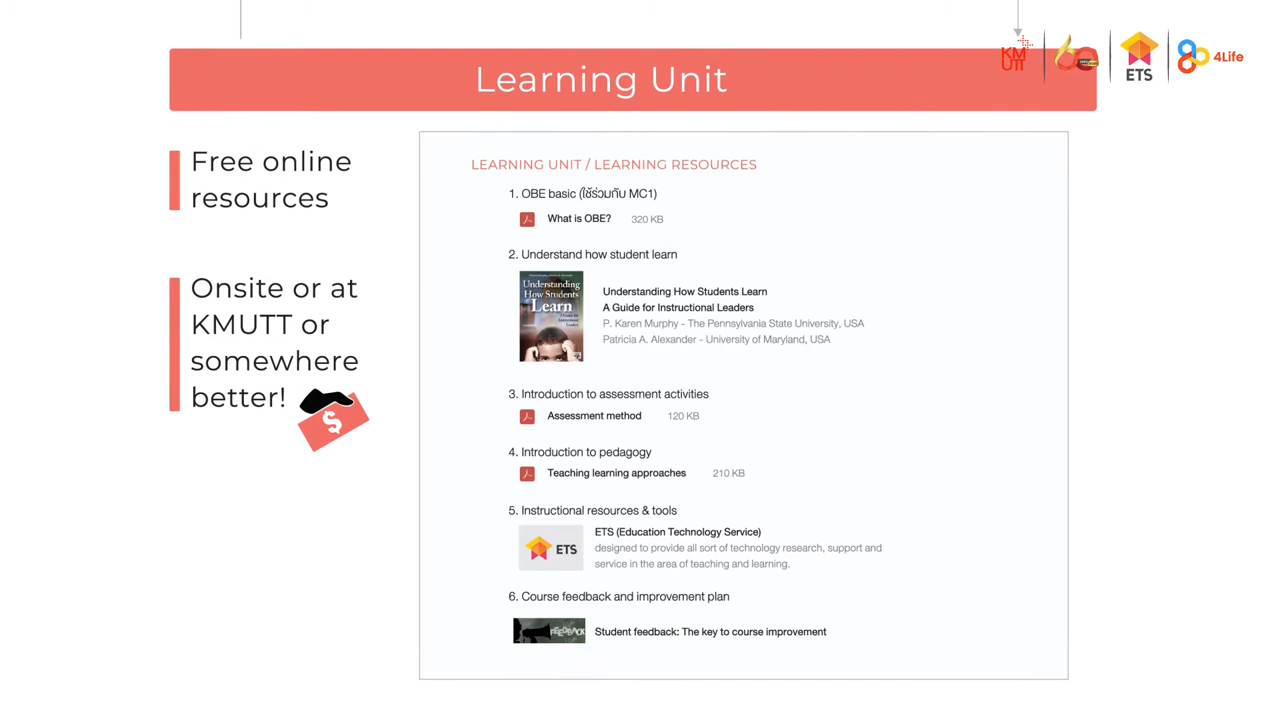 Learning Unit
KM
UTT
ETS
4Life
Free online
resources
Onsite or at
KMUTT or
somewhere
better!
$
LEARNING UNIT / LEARNING RESOURCES
1. OBE basic (ใช้ร่วมกับ MC1)
What is OBE? 320 KB
2. Understand how student learn
Understanding
How Students
Learn
Understanding How Students Learn
A Guide for Instructional Leaders
P. Karen Murphy - The Pennsylvania State University, USA
Patricia A. Alexander - University of Maryland, USA
3. Introduction to assessment activities
Assessment method 120 KB
4. Introduction to pedagogy
Teaching learning approaches 210 KB
5. Instructional resources & tools
ETS
ETS (Education Technology Service)
designed to provide all sort of technology research, support and
service in the area of teaching and learning.
6. Course feedback and improvement plan
FEEDBACK
Student feedback: The key to course improvement